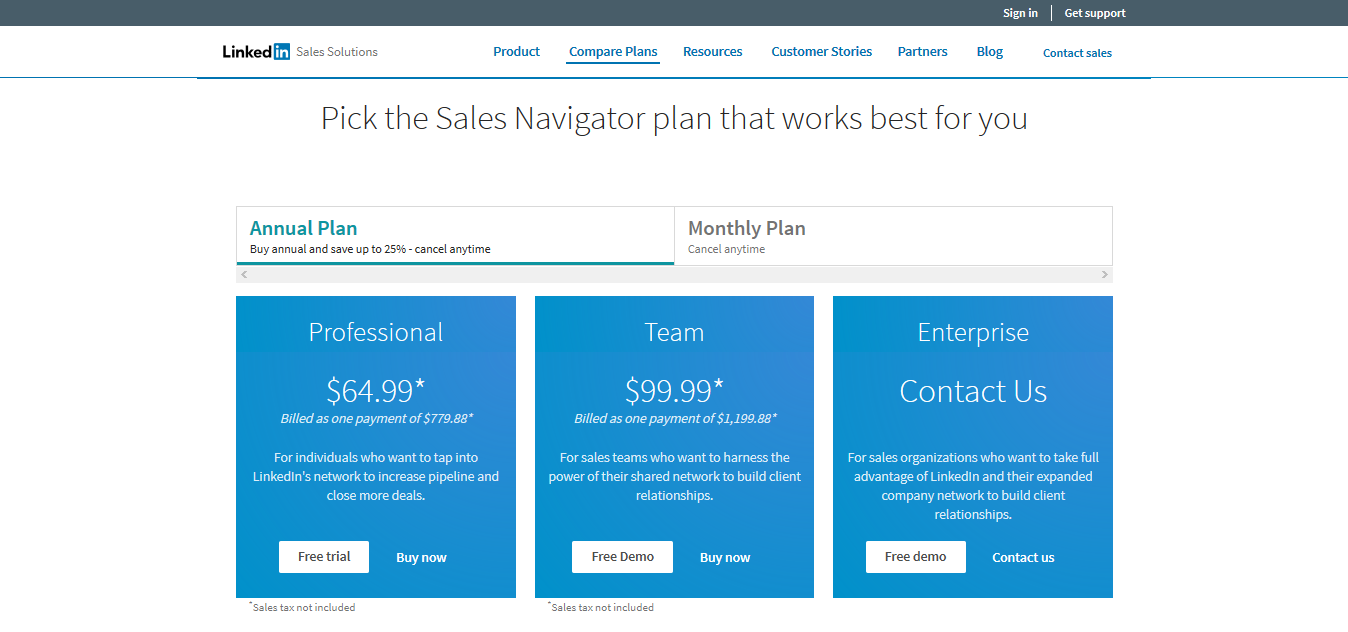 Sign in Get support
Linked in Sales Solutions Product Compare Plans Resources Customer Stories Partners Blog Contact sales
Pick the Sales Navigator plan that works best for you
Annual Plan
Buy annual and save up to 25% - cancel anytime
Monthly Plan
Cancel anytime
Professional
$64.99*
Billed as one payment of $779.88*
For individuals who want to tap into
LinkedIn's network to increase pipeline and
close more deals.
Free trial Buy now
*Sales tax not included
Team
$99.99*
Billed as one payment of $1,199.88*
For sales teams who want to harness the
power of their shared network to build client
relationships.
Free Demo Buy now
*Sales tax not included
Enterprise
Contact Us
For sales organizations who want to take full
advantage of LinkedIn and their expanded
company network to build client
relationships.
Free demo Contact us